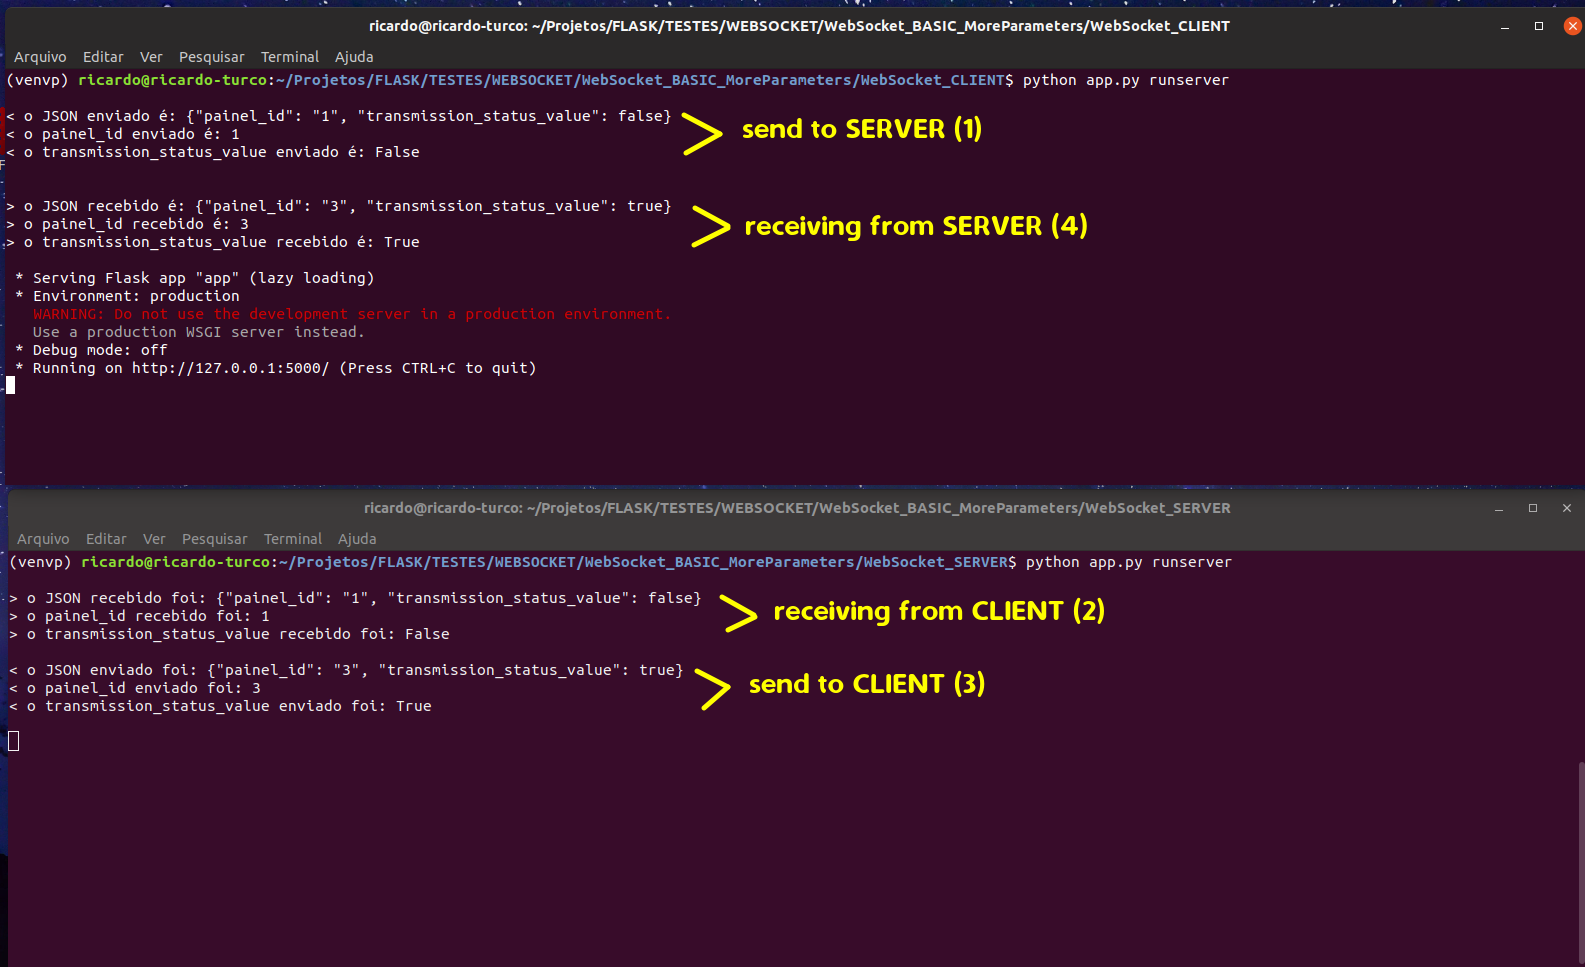 ricardo@ricardo-turco: ~/Projetos/FLASK/TESTES/WEBSOCKET/WebSocket_BASIC_MoreParameters/WebSocket_CLIENT
Arquivo Editar Ver Pesquisar Terminal Ajuda
(venvp) ricardo@ricardo-turco:~/Projetos/FLASK/TESTES/WEBSOCKET/WebSocket_BASIC_MoreParameters/WebSocket_CLIENT$ python app.py runserver
< o JSON enviado é: {"painel_id": "1", "transmission_status_value": false}
< o painel_id enviado é: 1
< o transmission_status_value enviado é: False
> send to SERVER (1)
> o JSON recebido é: {"painel_id": "3", "transmission_status_value": true}
> o painel_id recebido é: 3
> o transmission_status_value recebido é: True
> receiving from SERVER (4)
* Serving Flask app "app" (lazy loading)
* Environment: production
WARNING: Do not use the development server in a production environment.
Use a production WSGI server instead.
* Debug mode: off
* Running on http://127.0.0.1:5000/ (Press CTRL+C to quit)
ricardo@ricardo-turco: ~/Projetos/FLASK/TESTES/WEBSOCKET/WebSocket_BASIC_MoreParameters/WebSocket_SERVER
Arquivo Editar Ver Pesquisar Terminal Ajuda
(venvp) ricardo@ricardo-turco:~/Projetos/FLASK/TESTES/WEBSOCKET/WebSocket_BASIC_MoreParameters/WebSocket_SERVER$ python app.py runserver
> o JSON recebido foi: {"painel_id": "1", "transmission_status_value": false}
> o painel_id recebido foi: 1
> o transmission_status_value recebido foi: False
> receiving from CLIENT (2)
< o JSON enviado foi: {"painel_id": "3", "transmission_status_value": true}
< o painel_id enviado foi: 3
< o transmission_status_value enviado foi: True
> send to CLIENT (3)